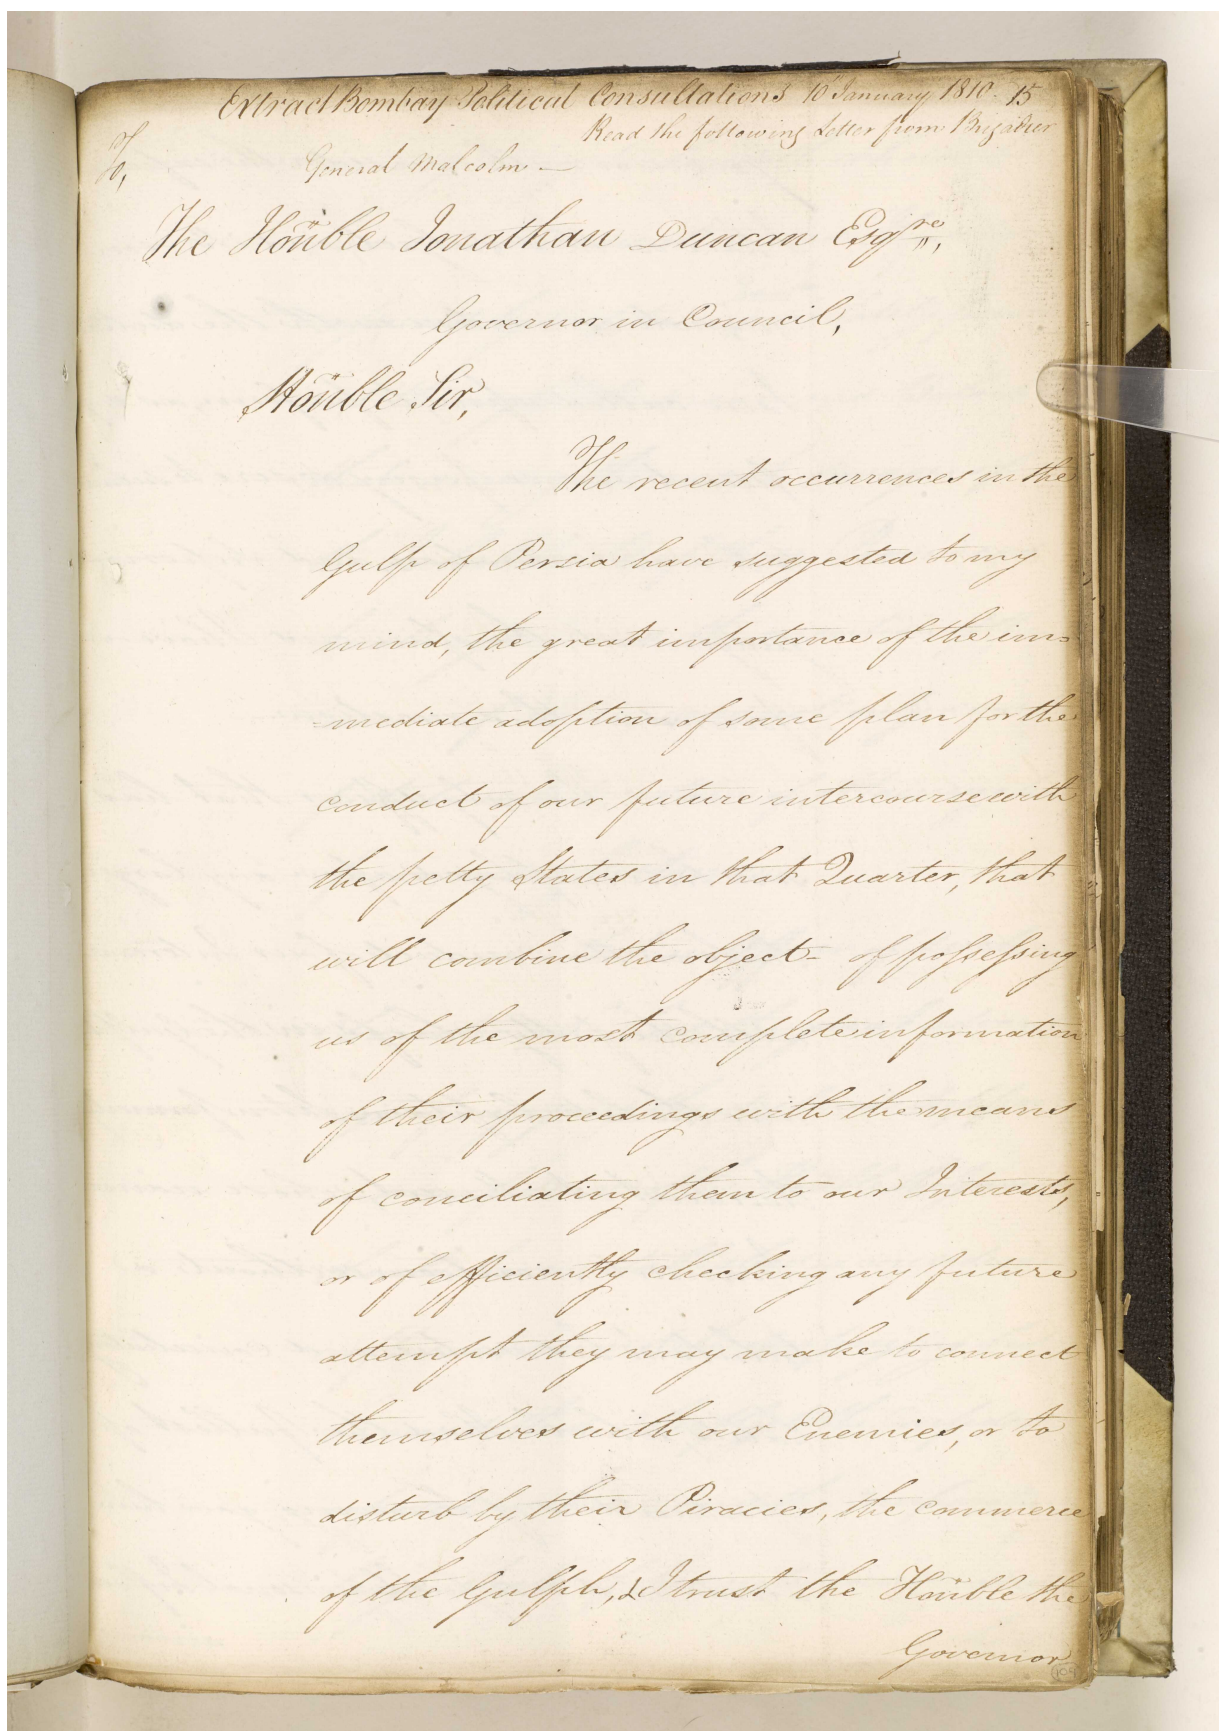 Extract Bombay Political Consultations 10 January 1810 - 15
Read the following Letter from Brigadier
General Malcolm —
To,
The Hon̈ble Jonathan Duncan Esqre,
Governor in Council,
Hon̈ble Sir,
The recent occurrences in the
Gulph of Persia have suggested to my
mind, the great importance of the im=
=mediate adoption of some plan for the
conduct of our future intercourse with
the petty States in that Quarter, that
will combine the object - of possessing
us of the most complete information
of their proceedings with the means
of conciliating them to our Interests,
or of efficiently checking any future
attempt they may make to connect
themselves with our Enemies, or to
disturb by their Piracies, the commerce
of the Gulph, & I trust the Hon̈ble the
Governor